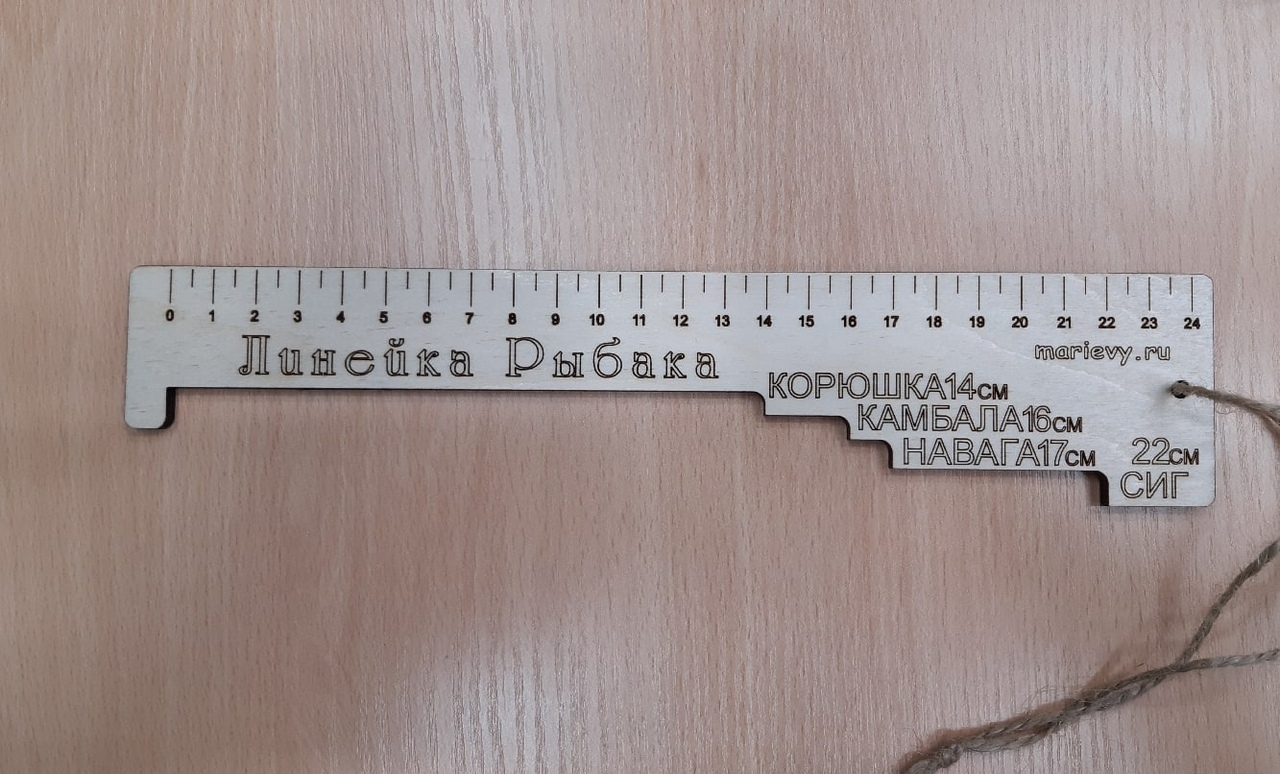 0 1 2 3 4 5 6 7 8 9 10 11 12 13 14 15 16 17 18 19 20 21 22 23 24
Линейка Рыбака
marievy.ru
КОРЮШКА14СМ
КАМБАЛА16СМ
НАВАГА17СМ
22СМ
СИГ